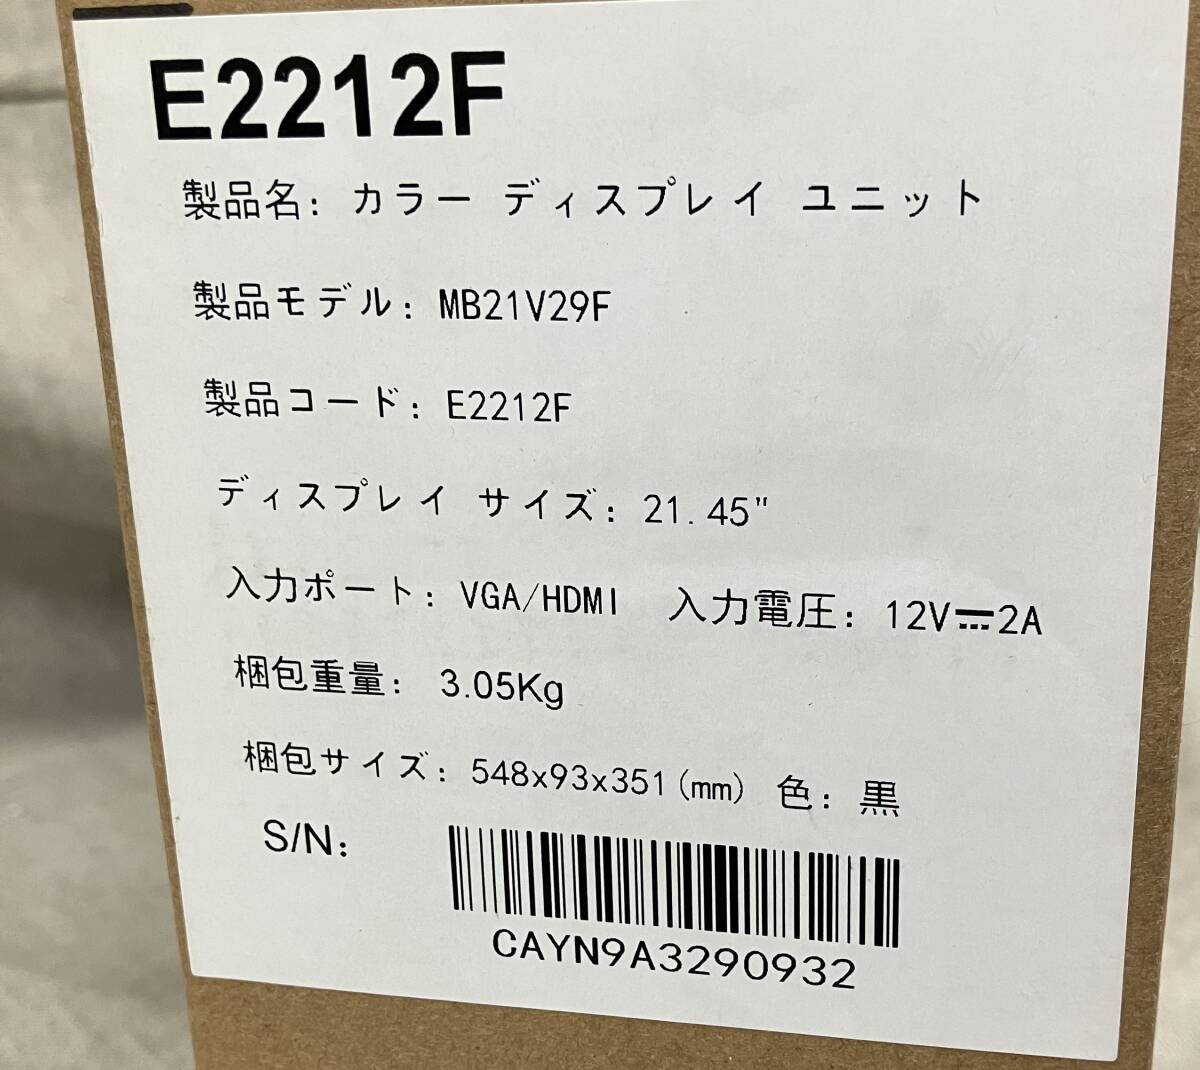 E2212F
製品名: カラー ディスプレイ ユニット
製品モデル: MB21V29F
製品コード: E2212F
ディスプレイ サイズ: 21.45"
入力ポート: VGA/HDMI 入力電圧: 12V⎓2A
梱包重量: 3.05Kg
梱包サイズ: 548x93x351(mm) 色: 黒
S/N:
CAYN9A3290932